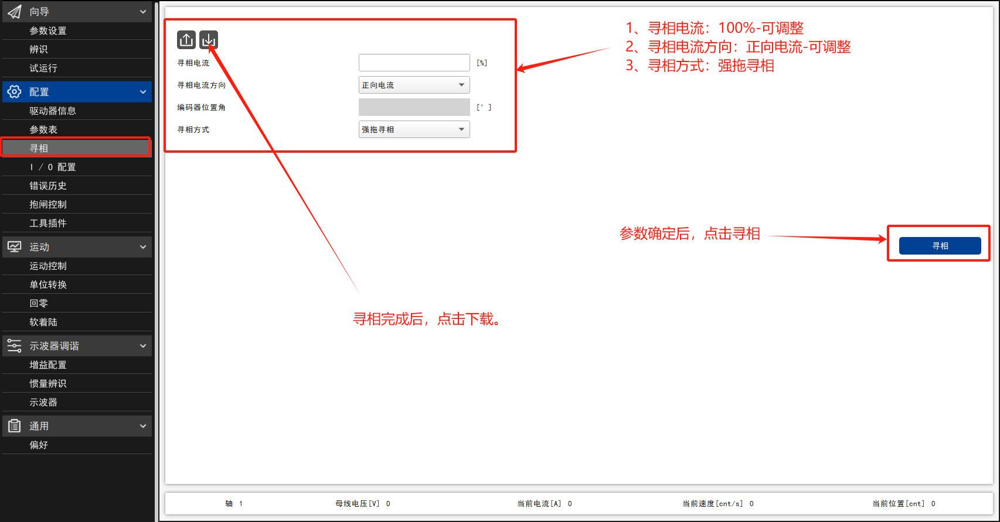 向导
参数设置
辨识
试运行
配置
驱动器信息
参数表
寻相
I / O 配置
错误历史
抱闸控制
工具插件
运动
运动控制
单位转换
回零
软着陆
示波器调谐
增益配置
惯量辨识
示波器
通用
偏好
寻相电流 [%]
寻相电流方向 正向电流
编码器位置角 [° ]
寻相方式 强拖寻相
1、寻相电流：100%-可调整
2、寻相电流方向：正向电流-可调整
3、寻相方式：强拖寻相
参数确定后，点击寻相
寻相
寻相完成后，点击下载。
轴 1 母线电压[V] 0 当前电流[A] 0 当前速度[cnt/s] 0 当前位置[cnt] 0